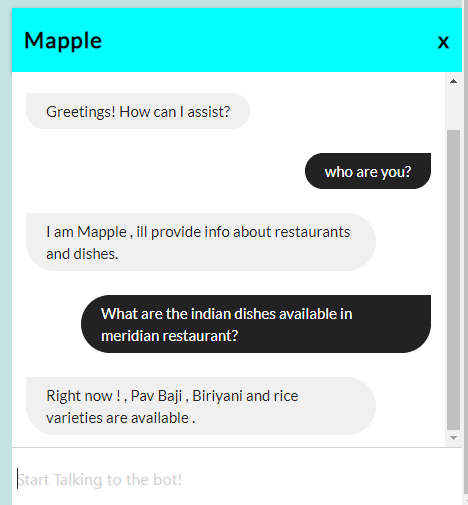 Mapple
x
Greetings! How can I assist?
who are you?
I am Mapple , ill provide info about restaurants
and dishes.
What are the indian dishes available in
meridian restaurant?
Right now ! , Pav Baji , Biriyani and rice
varieties are available .
Start Talking to the bot!